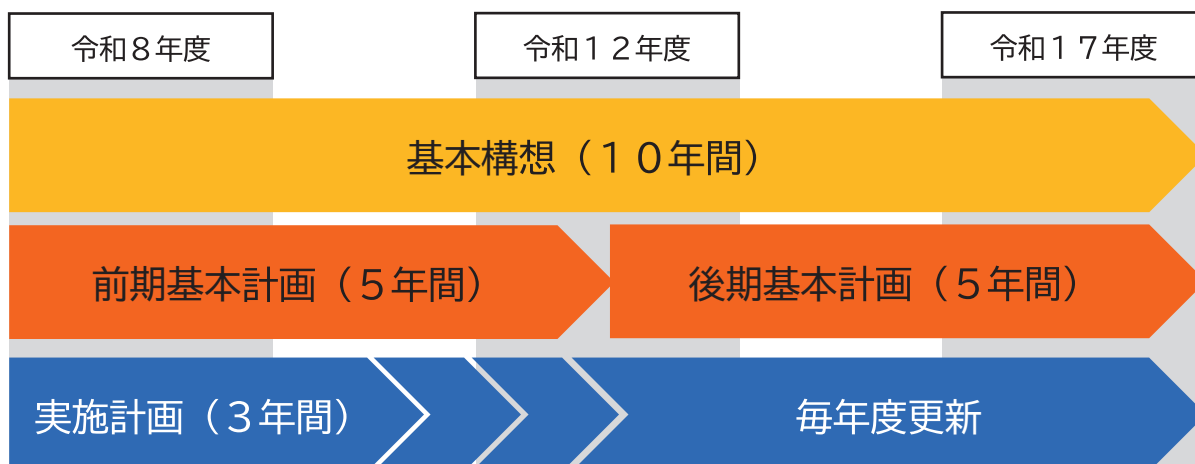 令和８年度
令和１２年度
令和１７年度
基本構想（１０年間）
前期基本計画（５年間）
後期基本計画（５年間）
実施計画（３年間）
毎年度更新